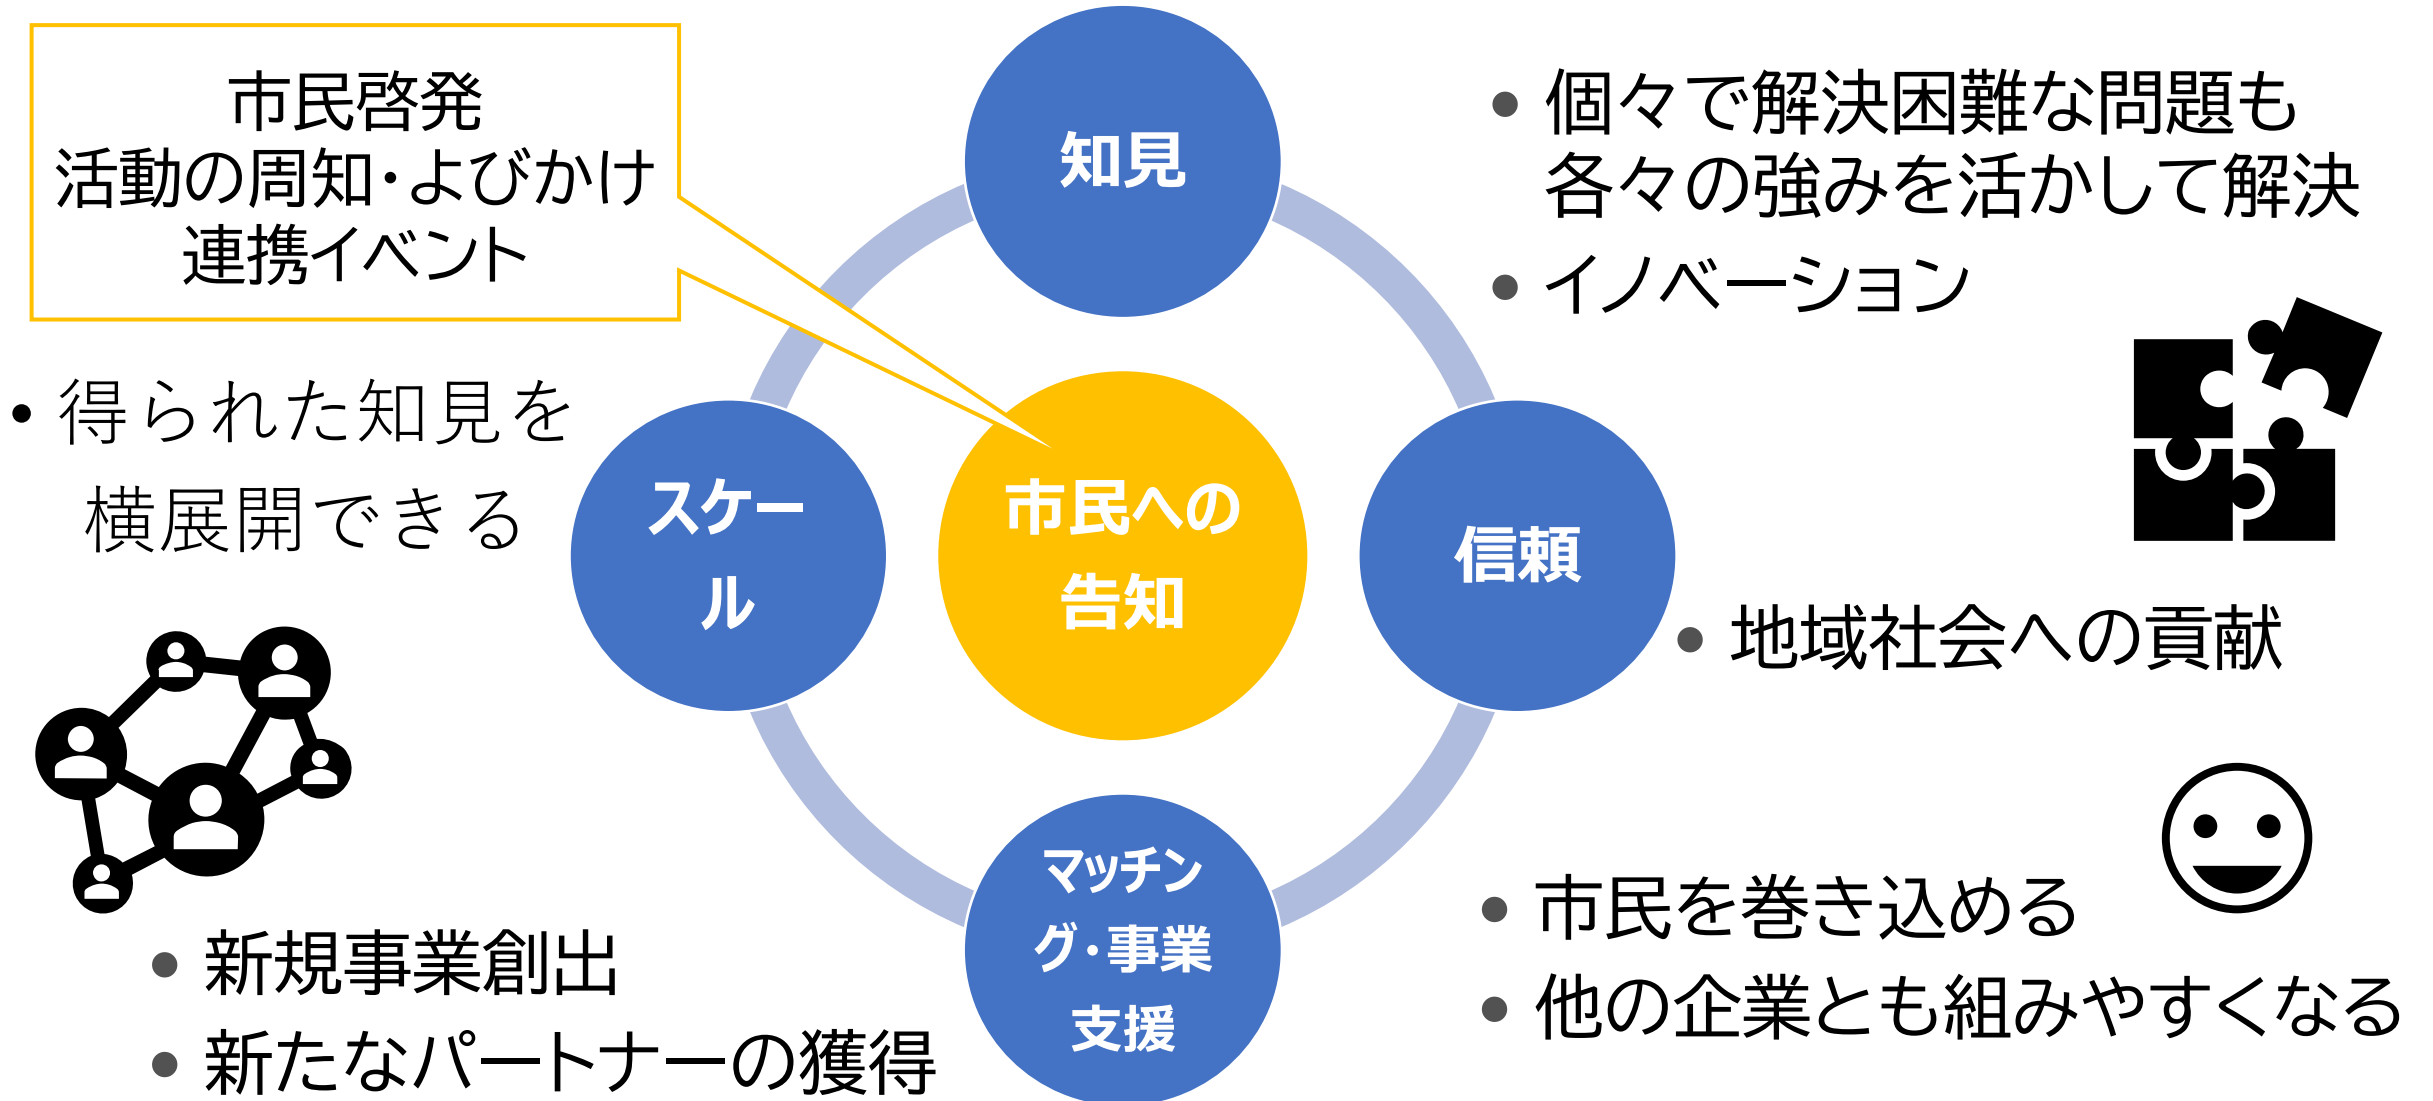 市民啓発
活動の周知・よびかけ
連携イベント
知見
• 個々で解決困難な問題も
各々の強みを活かして解決
• イノベーション
• 得られた知見を
横展開できる
スケー
ル
市民への
告知
信頼
• 地域社会への貢献
マッチン
グ・事業
支援
• 市民を巻き込める
• 他の企業とも組みやすくなる
• 新規事業創出
• 新たなパートナーの獲得